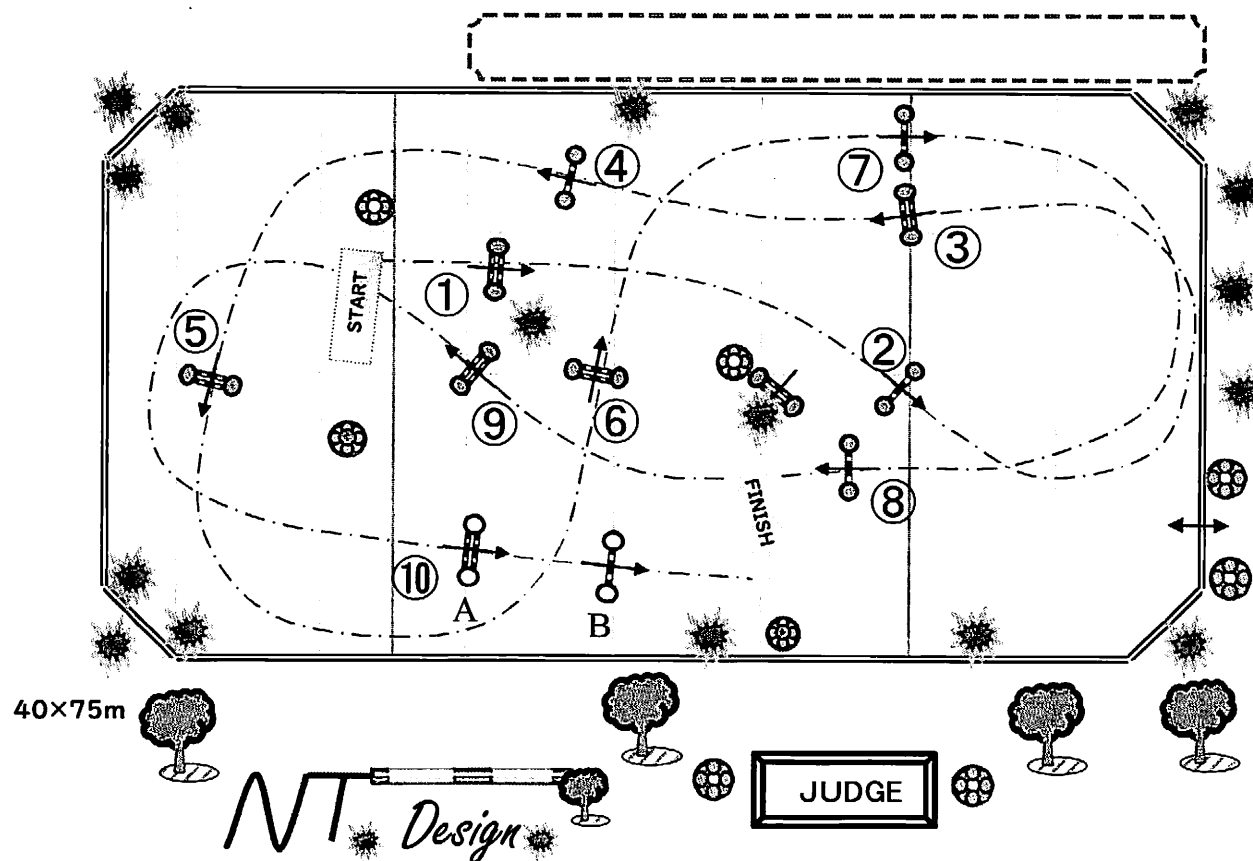 ④
⑦
③
①
START
⑤
②
⑨
⑥
⑧
FINISH
⑩
A
B
40×75m
JUDGE
NT
Design